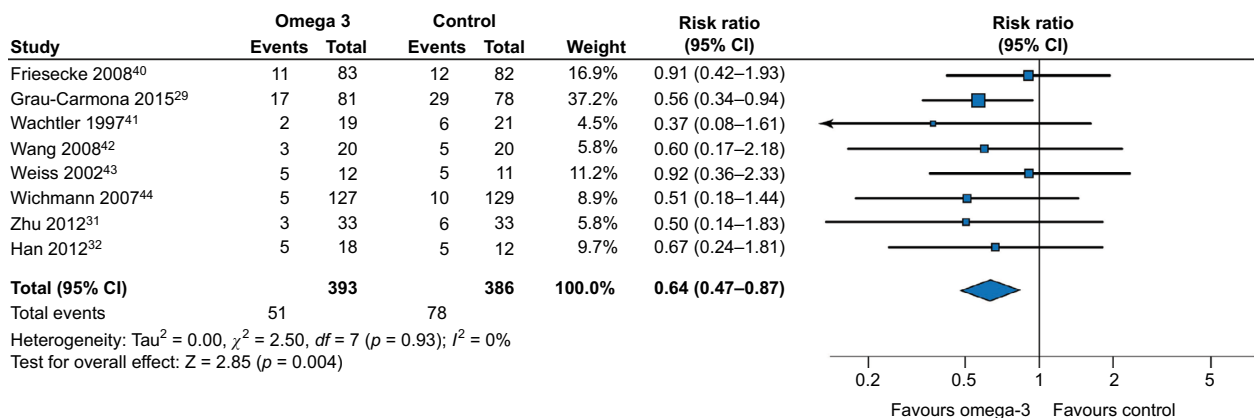 Omega 3 Control Risk ratio Risk ratio
Study Events Total Events Total Weight (95% CI) (95% CI)
Friesecke 2008⁴⁰ 11 83 12 82 16.9% 0.91 (0.42–1.93)
Grau-Carmona 2015²⁹ 17 81 29 78 37.2% 0.56 (0.34–0.94)
Wachtler 1997⁴¹ 2 19 6 21 4.5% 0.37 (0.08–1.61)
Wang 2008⁴² 3 20 5 20 5.8% 0.60 (0.17–2.18)
Weiss 2002⁴³ 5 12 5 11 11.2% 0.92 (0.36–2.33)
Wichmann 2007⁴⁴ 5 127 10 129 8.9% 0.51 (0.18–1.44)
Zhu 2012³¹ 3 33 6 33 5.8% 0.50 (0.14–1.83)
Han 2012³² 5 18 5 12 9.7% 0.67 (0.24–1.81)
Total (95% CI) 393 386 100.0% 0.64 (0.47–0.87)
Total events 51 78
Heterogeneity: Tau² = 0.00, χ² = 2.50, df = 7 (p = 0.93); I² = 0%
Test for overall effect: Z = 2.85 (p = 0.004)
0.2 0.5 1 2 5
Favours omega-3 Favours control